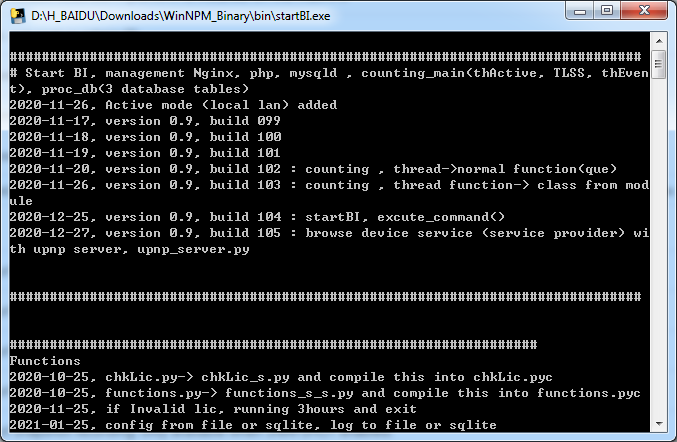 D:\H_BAIDU\Downloads\WinNPM_Binary\bin\startBI.exe
###############################################################################
# Start BI, management Nginx, php, mysqld , counting_main(thActive, TLSS, thEven
t), proc_db(3 database tables)
2020-11-26, Active mode (local lan) added
2020-11-17, version 0.9, build 099
2020-11-18, version 0.9, build 100
2020-11-19, version 0.9, build 101
2020-11-20, version 0.9, build 102 : counting , thread->normal function(que)
2020-11-26, version 0.9, build 103 : counting , thread function-> class from mod
ule
2020-12-25, version 0.9, build 104 : startBI, excute_command()
2020-12-27, version 0.9, build 105 : browse device service (service provider) wi
th upnp server, upnp_server.py
###############################################################################
##################################################################
Functions
2020-10-25, chkLic.py-> chkLic_s.py and compile this into chkLic.pyc
2020-10-25, functions.py-> functions_s_s.py and compile this into functions.pyc
2020-11-25, if Invalid lic, running 3hours and exit
2021-01-25, config from file or sqlite, log to file or sqlite